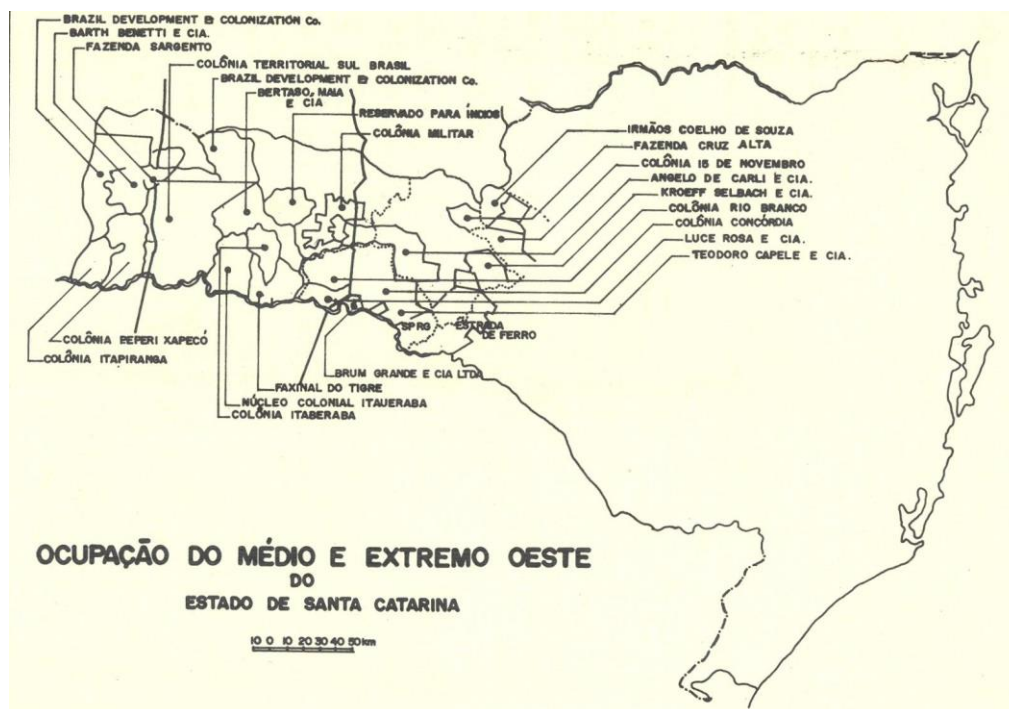 BRAZIL DEVELOPMENT & COLONIZATION Co.
BARTH BENETTI E CIA.
FAZENDA SARGENTO
COLÔNIA TERRITORIAL SUL BRASIL
BRAZIL DEVELOPMENT & COLONIZATION Co.
BERTASO, MAIA
E CIA
RESERVADO PARA ÍNDIOS
COLÔNIA MILITAR
IRMÃOS COELHO DE SOUZA
FAZENDA CRUZ ALTA
COLÔNIA 15 DE NOVEMBRO
ANGELO DE CARLI E CIA.
KROEFF SELBACH E CIA.
COLÔNIA RIO BRANCO
COLÔNIA CONCÓRDIA
LUCE ROSA E CIA.
TEODORO CAPELE E CIA.
SPRG
ESTRADA
DE FERRO
COLÔNIA PEPERI XAPECÓ
COLÔNIA ITAPIRANGA
BRUM GRANDE E CIA LTDA
FAXINAL DO TIGRE
NÚCLEO COLONIAL ITAUERABA
COLÔNIA ITABERABA
OCUPAÇÃO DO MÉDIO E EXTREMO OESTE
DO
ESTADO DE SANTA CATARINA
10 0 10 20 30 40 50km